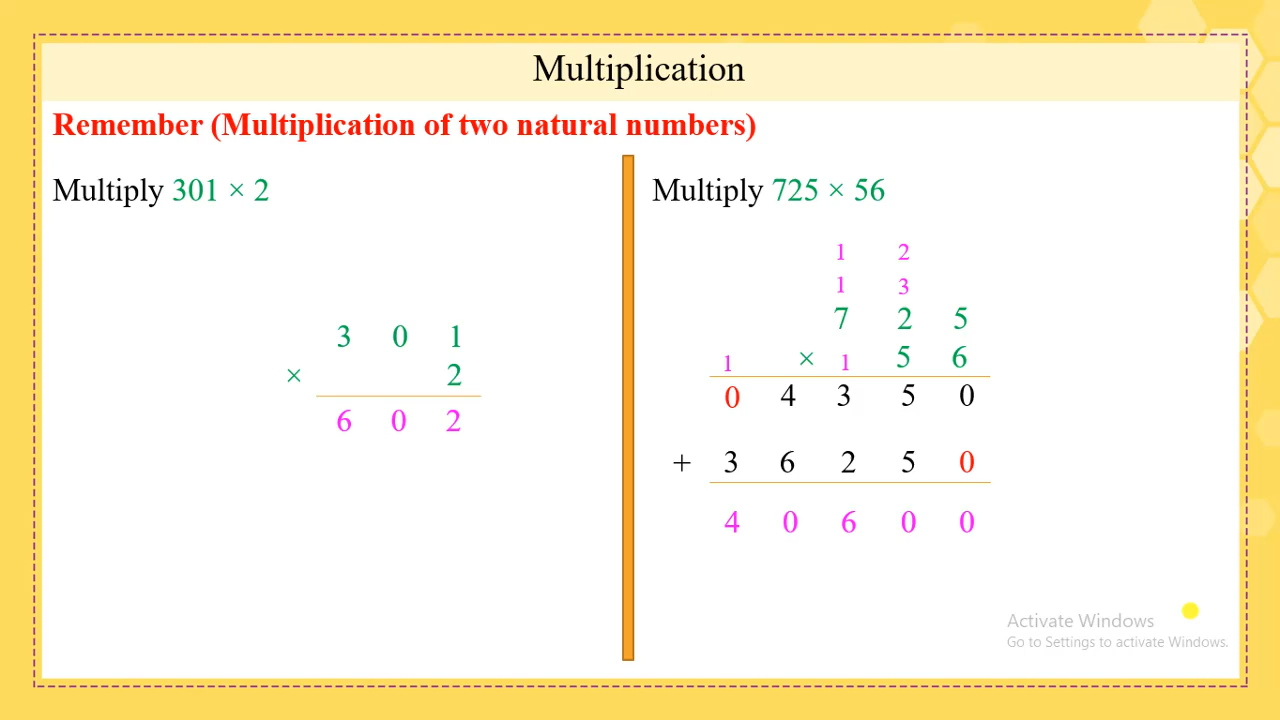 Multiplication
Remember (Multiplication of two natural numbers)
Multiply 301 × 2
3 0 1
× 2
6 0 2
Multiply 725 × 56
1 2
1 3
7 2 5
1 × 1 5 6
0 4 3 5 0
+ 3 6 2 5 0
4 0 6 0 0
Activate Windows
Go to Settings to activate Windows.